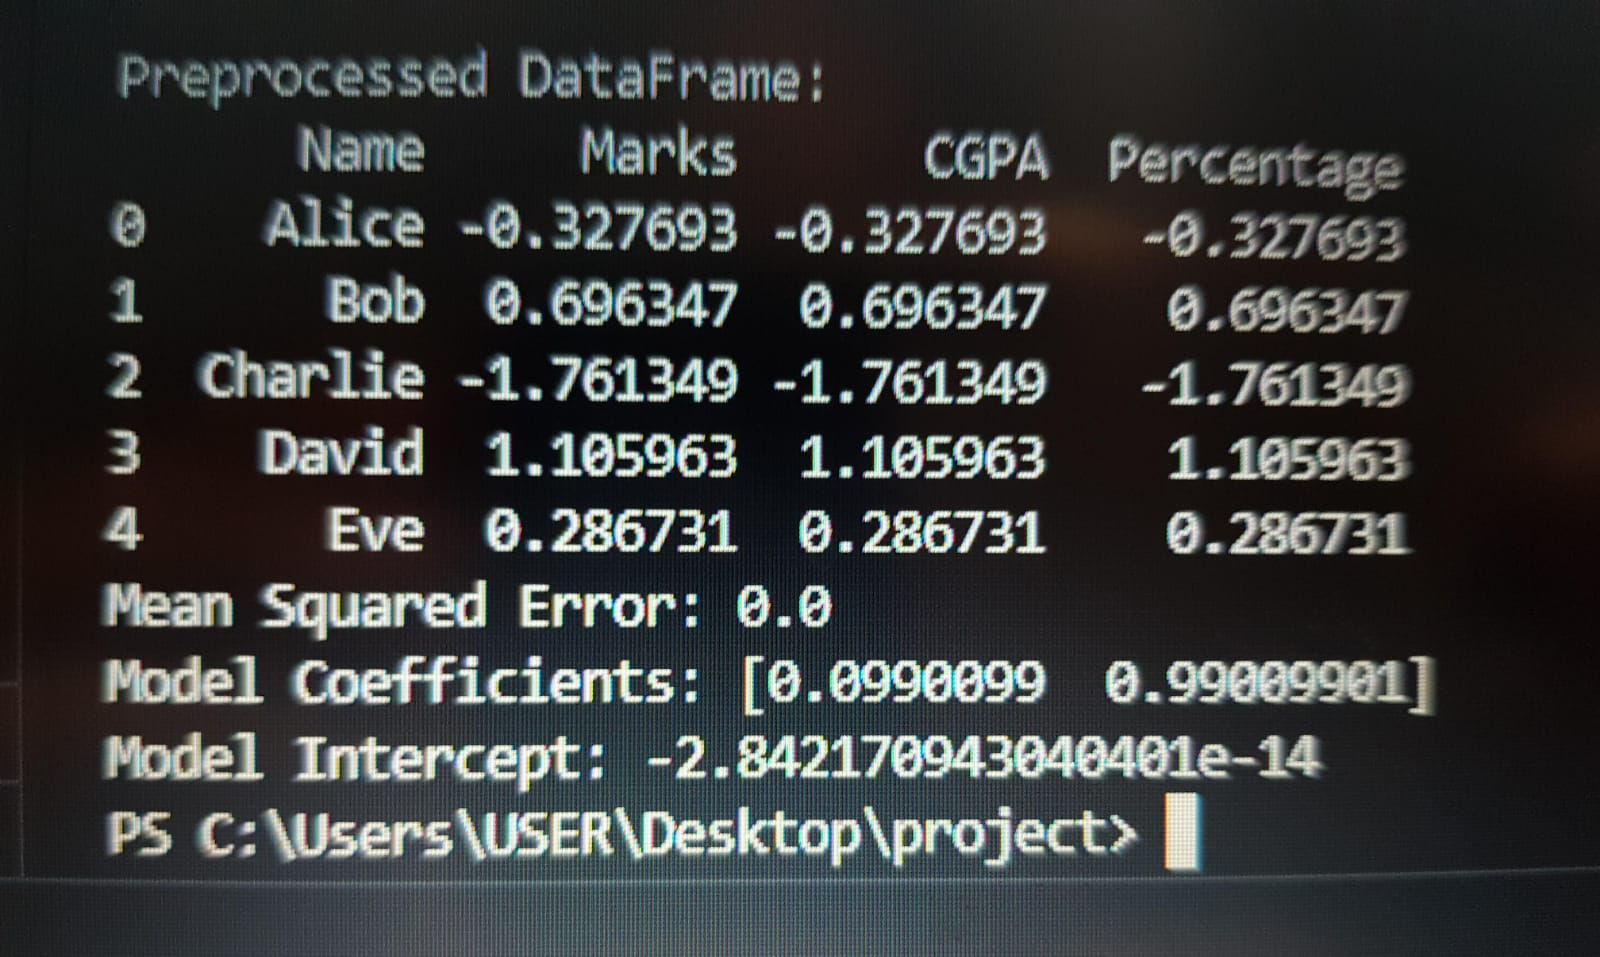 Preprocessed DataFrame:
Name Marks CGPA Percentage
0 Alice -0.327693 -0.327693 -0.327693
1 Bob 0.696347 0.696347 0.696347
2 Charlie -1.761349 -1.761349 -1.761349
3 David 1.105963 1.105963 1.105963
4 Eve 0.286731 0.286731 0.286731
Mean Squared Error: 0.0
Model Coefficients: [0.0990099 0.99009901]
Model Intercept: -2.842170943040401e-14
PS C:\Users\USER\Desktop\project>